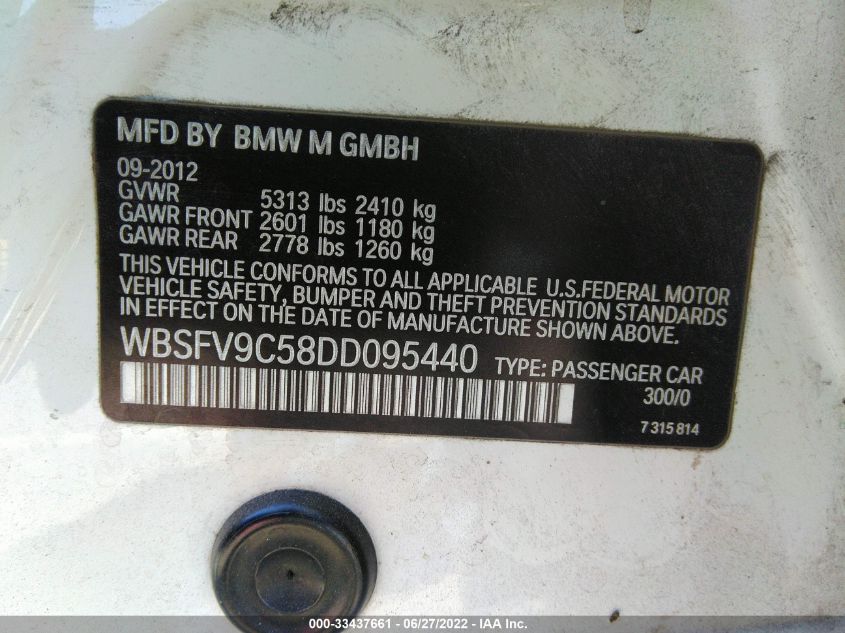 MFD BY BMW M GMBH
09-2012
GVWR 5313 lbs 2410 kg
GAWR FRONT 2601 lbs 1180 kg
GAWR REAR 2778 lbs 1260 kg
THIS VEHICLE CONFORMS TO ALL APPLICABLE U.S.FEDERAL MOTOR
VEHICLE SAFETY, BUMPER AND THEFT PREVENTION STANDARDS
IN EFFECT ON THE DATE OF MANUFACTURE SHOWN ABOVE.
WBSFV9C58DD095440 TYPE: PASSENGER CAR
300/0
7 315 814
000-33437661 / 06/27/2022 - IAA Inc.